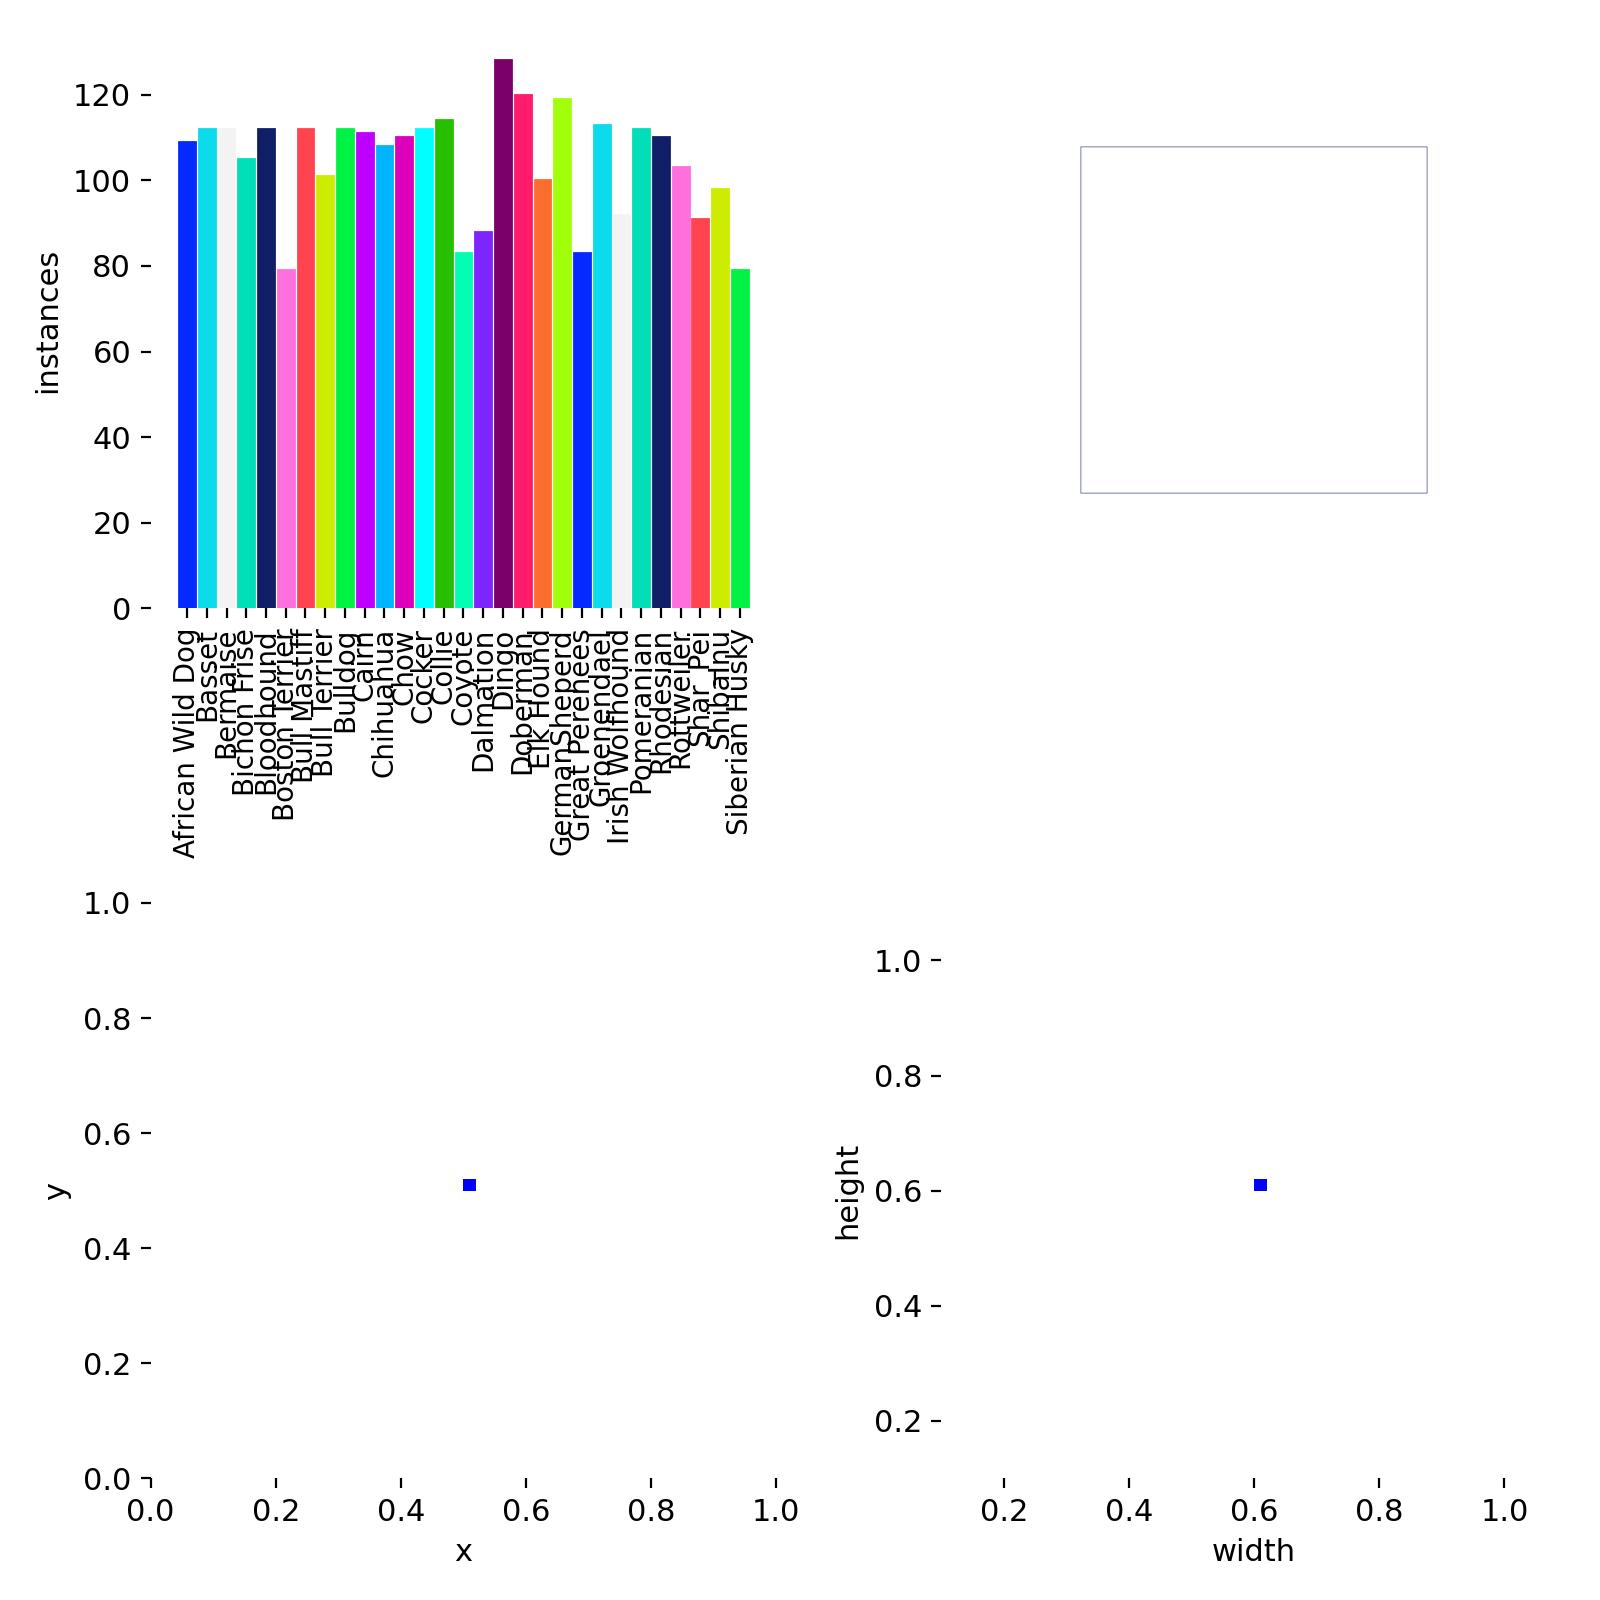 120
100
80
60
40
20
0
instances
African Wild Dog
Basset
Bernaise
Bichon Frise
Bloodhound
Boston Terrier
Bull Mastiff
Bull Terrier
Bulldog
Cairn
Chihuahua
Chow
Cocker
Collie
Coyote
Dalmation
Dingo
Doberman
Elk Hound
German Sheperd
Great Perenees
Groenendael
Irish Wolfhound
Pomeranian
Rhodesian
Rottweiler
Shar_Pei
Shiba Inu
Siberian Husky
1.0
0.8
0.6
0.4
0.2
0.0
y
0.0 0.2 0.4 0.6 0.8 1.0
x
1.0
0.8
0.6
0.4
0.2
height
0.2 0.4 0.6 0.8 1.0
width